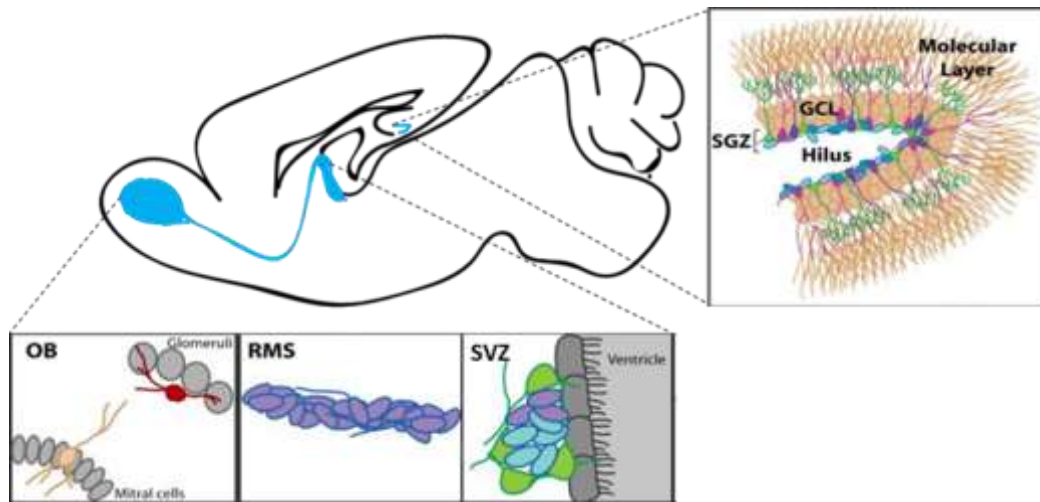 Molecular
Layer
GCL
SGZ
Hilus
OB
Glomeruli
Mitral cells
RMS
SVZ
Ventricle